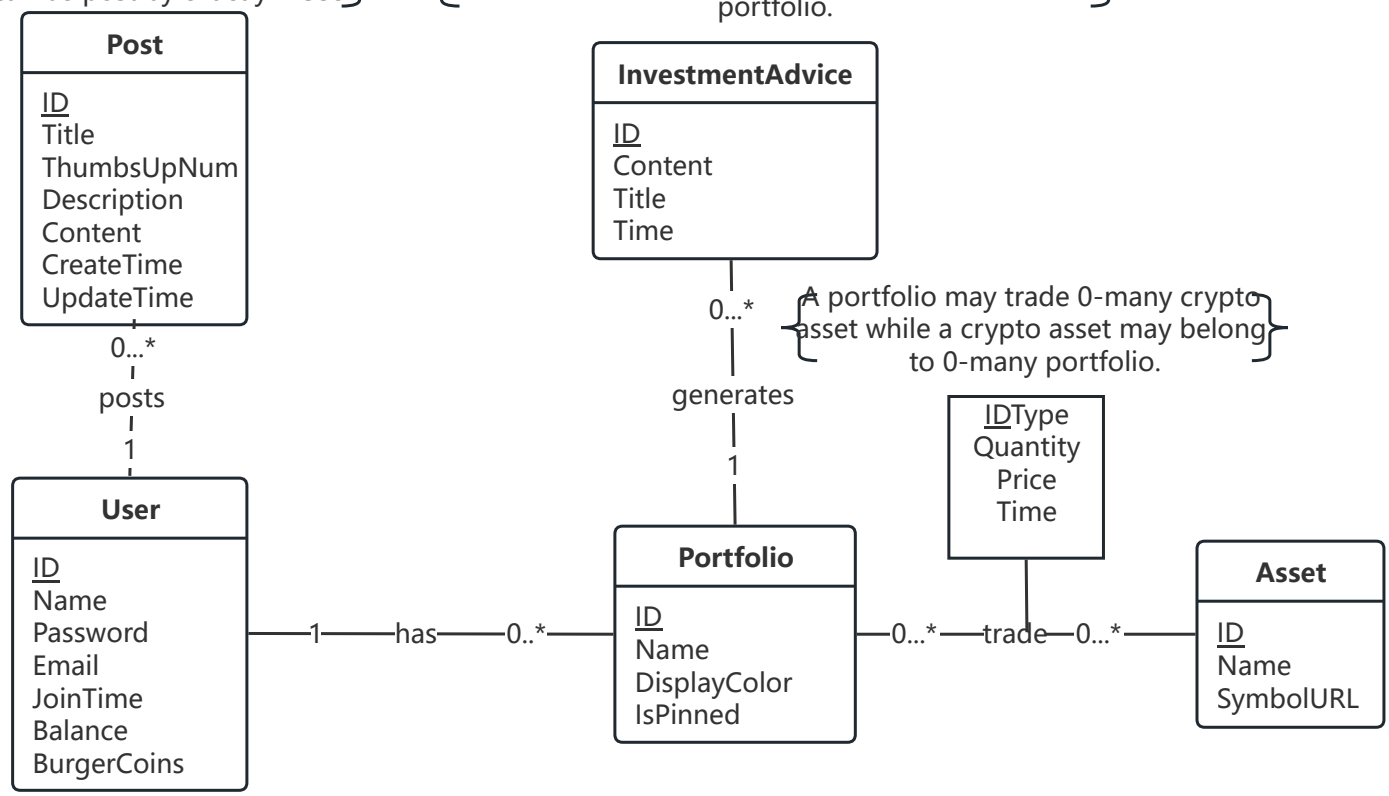 portfolio.
Post
ID
Title
ThumbsUpNum
Description
Content
CreateTime
UpdateTime
0...*
posts
1
User
ID
Name
Password
Email
JoinTime
Balance
BurgerCoins
1
has
0..*
InvestmentAdvice
ID
Content
Title
Time
0...*
generates
1
Portfolio
ID
Name
DisplayColor
IsPinned
A portfolio may trade 0-many crypto
asset while a crypto asset may belong
to 0-many portfolio.
IDType
Quantity
Price
Time
0...*
trade
0...*
Asset
ID
Name
SymbolURL